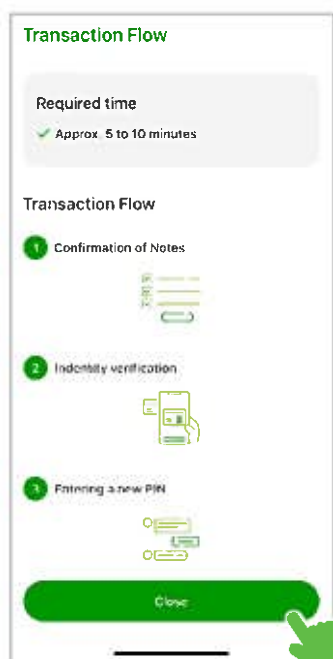 Transaction Flow
Required time
Approx. 5 to 10 minutes
Transaction Flow
1 Confirmation of Notes
2 Indentity verification
3 Entering a new PIN
Close